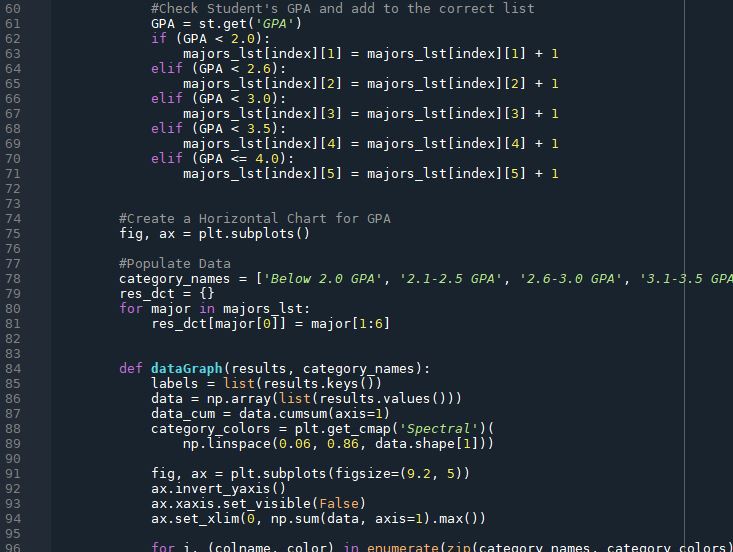 60 #Check Student's GPA and add to the correct list
61 GPA = st.get('GPA')
62 if (GPA < 2.0):
63 majors_lst[index][1] = majors_lst[index][1] + 1
64 elif (GPA < 2.6):
65 majors_lst[index][2] = majors_lst[index][2] + 1
66 elif (GPA < 3.0):
67 majors_lst[index][3] = majors_lst[index][3] + 1
68 elif (GPA < 3.5):
69 majors_lst[index][4] = majors_lst[index][4] + 1
70 elif (GPA <= 4.0):
71 majors_lst[index][5] = majors_lst[index][5] + 1
72
73
74 #Create a Horizontal Chart for GPA
75 fig, ax = plt.subplots()
76
77 #Populate Data
78 category_names = ['Below 2.0 GPA', '2.1-2.5 GPA', '2.6-3.0 GPA', '3.1-3.5 GPA
79 res_dct = {}
80 for major in majors_lst:
81 res_dct[major[0]] = major[1:6]
82
83
84 def dataGraph(results, category_names):
85 labels = list(results.keys())
86 data = np.array(list(results.values()))
87 data_cum = data.cumsum(axis=1)
88 category_colors = plt.get_cmap('Spectral')(
89 np.linspace(0.06, 0.86, data.shape[1]))
90
91 fig, ax = plt.subplots(figsize=(9.2, 5))
92 ax.invert_yaxis()
93 ax.xaxis.set_visible(False)
94 ax.set_xlim(0, np.sum(data, axis=1).max())
95
96 for i, (colname, color) in enumerate(zip(category_names, category_colors)